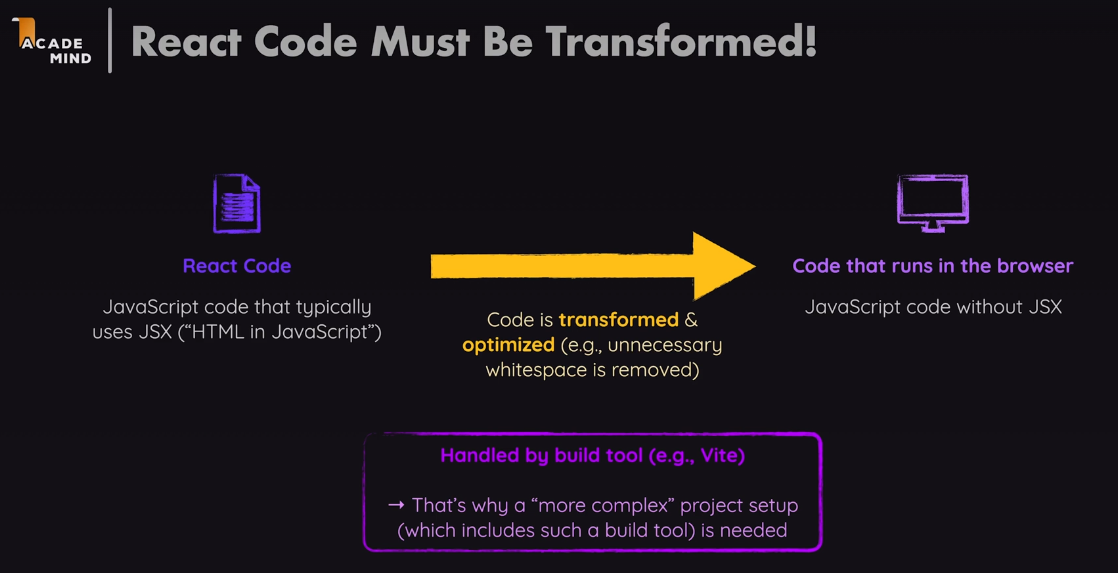 ACADE
MIND
React Code Must Be Transformed!
React Code
JavaScript code that typically
uses JSX (“HTML in JavaScript”)
Code is transformed &
optimized (e.g., unnecessary
whitespace is removed)
Code that runs in the browser
JavaScript code without JSX
Handled by build tool (e.g., Vite)
→ That’s why a “more complex” project setup
(which includes such a build tool) is needed